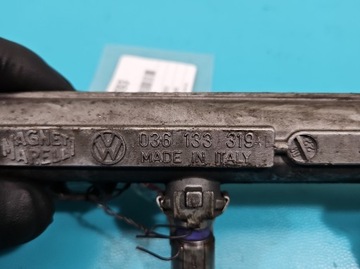 MAGNETI MARELLI
036 133 319
MADE IN ITALY